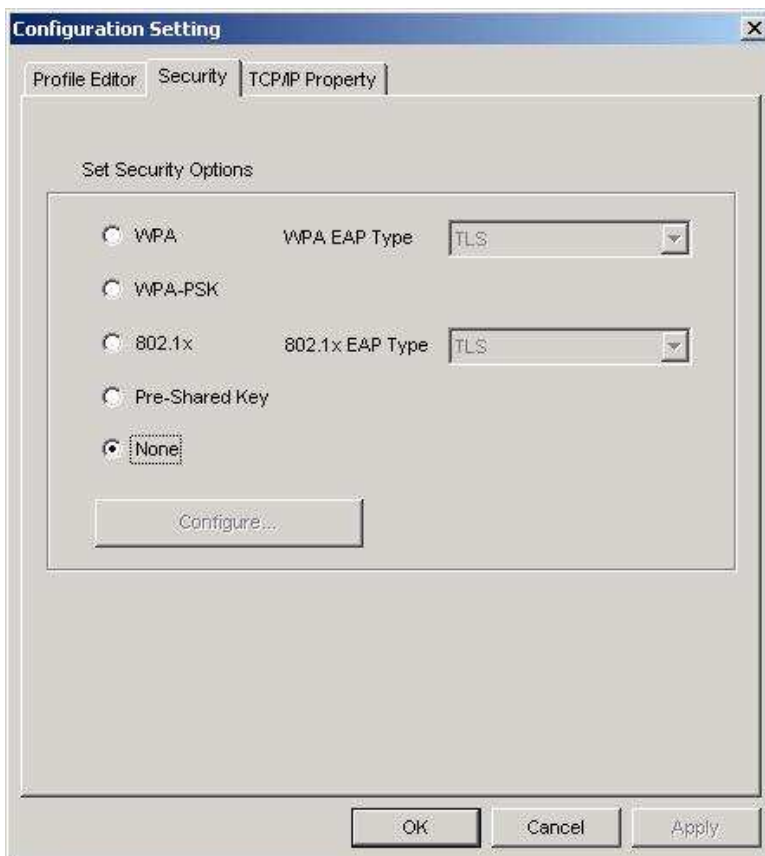 Configuration Setting
Profile Editor Security TCP/IP Property
Set Security Options
WPA WPA EAP Type TLS
WPA-PSK
802.1x 802.1x EAP Type TLS
Pre-Shared Key
None
Configure...
OK Cancel Apply